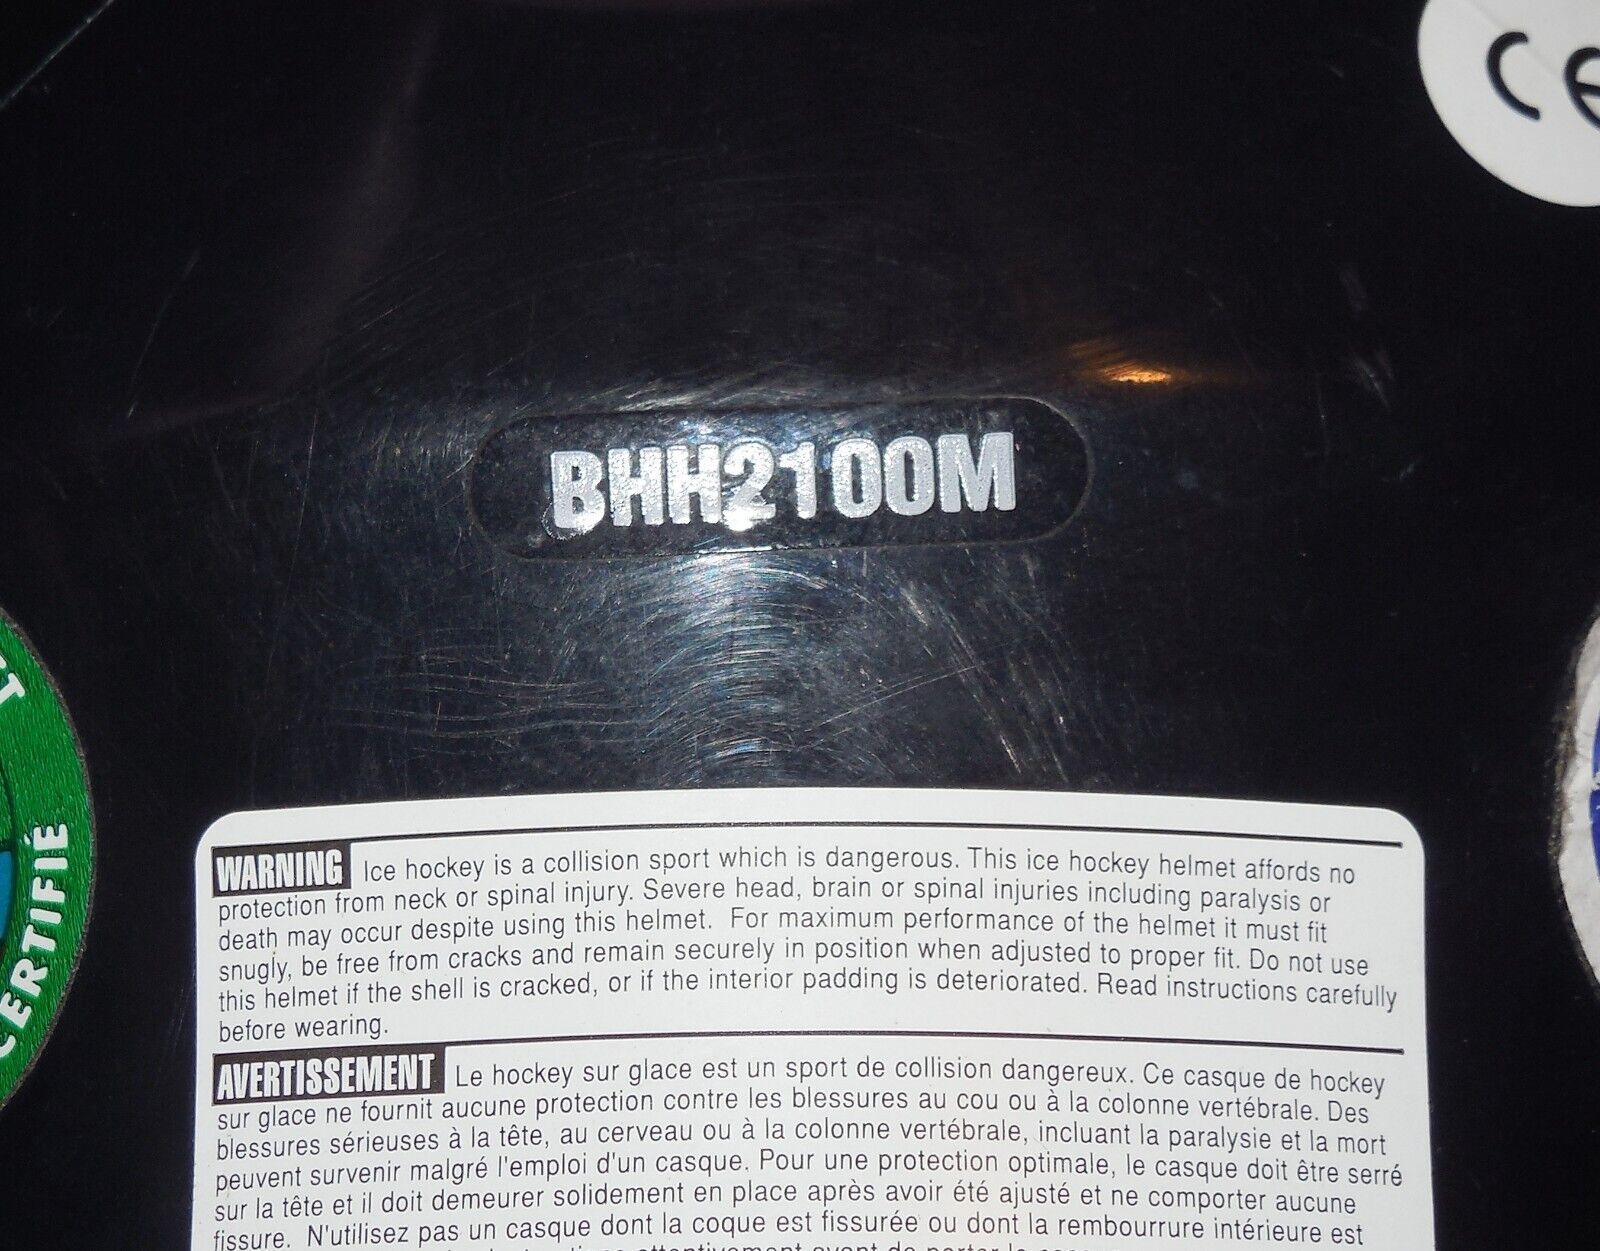 CE
BHH2100M
CERTIFIÉ
WARNING Ice hockey is a collision sport which is dangerous. This ice hockey helmet affords no
protection from neck or spinal injury. Severe head, brain or spinal injuries including paralysis or
death may occur despite using this helmet. For maximum performance of the helmet it must fit
snugly, be free from cracks and remain securely in position when adjusted to proper fit. Do not use
this helmet if the shell is cracked, or if the interior padding is deteriorated. Read instructions carefully
before wearing.
AVERTISSEMENT Le hockey sur glace est un sport de collision dangereux. Ce casque de hockey
sur glace ne fournit aucune protection contre les blessures au cou ou à la colonne vertébrale. Des
blessures sérieuses à la tête, au cerveau ou à la colonne vertébrale, incluant la paralysie et la mort
peuvent survenir malgré l'emploi d'un casque. Pour une protection optimale, le casque doit être serré
sur la tête et il doit demeurer solidement en place après avoir été ajusté et ne comporter aucune
fissure. N'utilisez pas un casque dont la coque est fissurée ou dont la rembourrure intérieure est